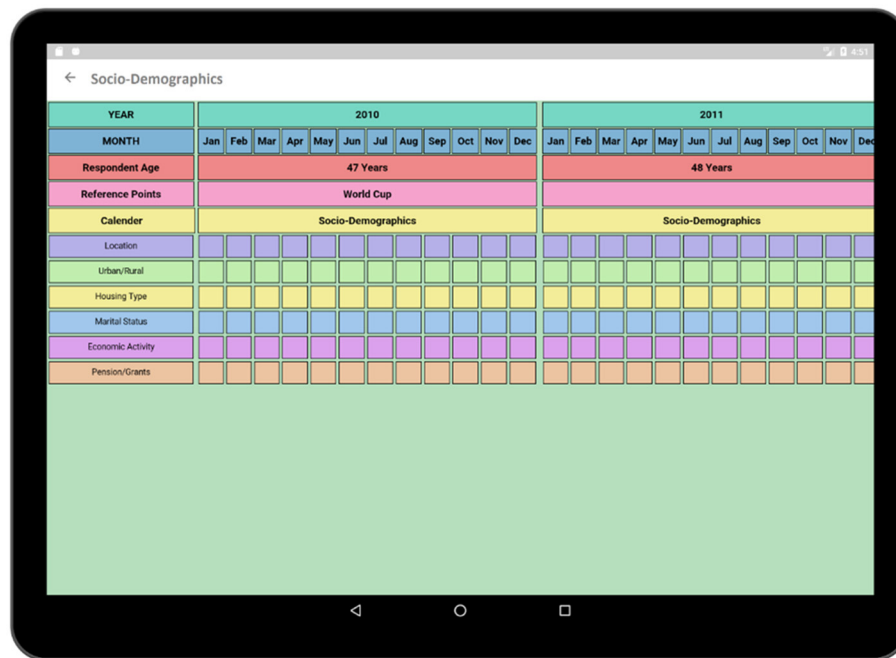 4:51
Socio-Demographics
YEAR 2010 2011
MONTH Jan Feb Mar Apr May Jun Jul Aug Sep Oct Nov Dec Jan Feb Mar Apr May Jun Jul Aug Sep Oct Nov Dec
Respondent Age 47 Years 48 Years
Reference Points World Cup
Calender Socio-Demographics Socio-Demographics
Location
Urban/Rural
Housing Type
Marital Status
Economic Activity
Pension/Grants